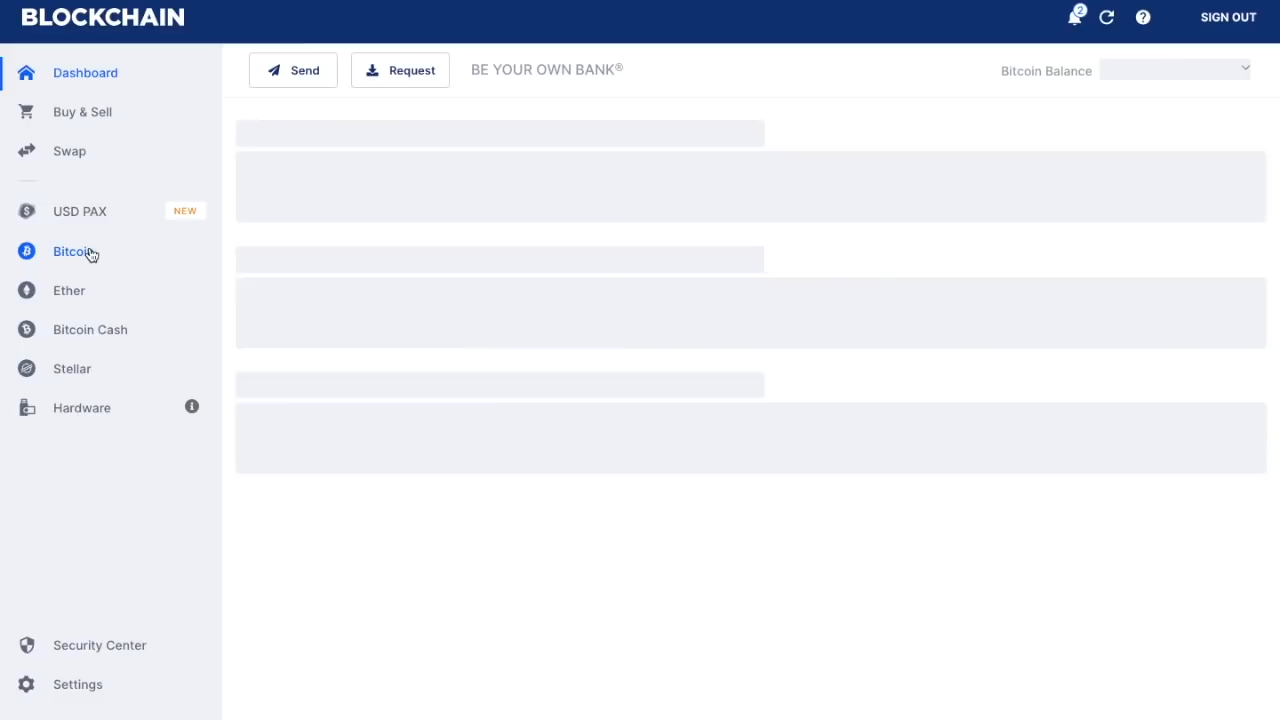 BLOCKCHAIN
2
SIGN OUT
Dashboard
Buy & Sell
Swap
USD PAX
NEW
Bitcoin
Ether
Bitcoin Cash
Stellar
Hardware
Security Center
Settings
Send
Request
BE YOUR OWN BANK®
Bitcoin Balance